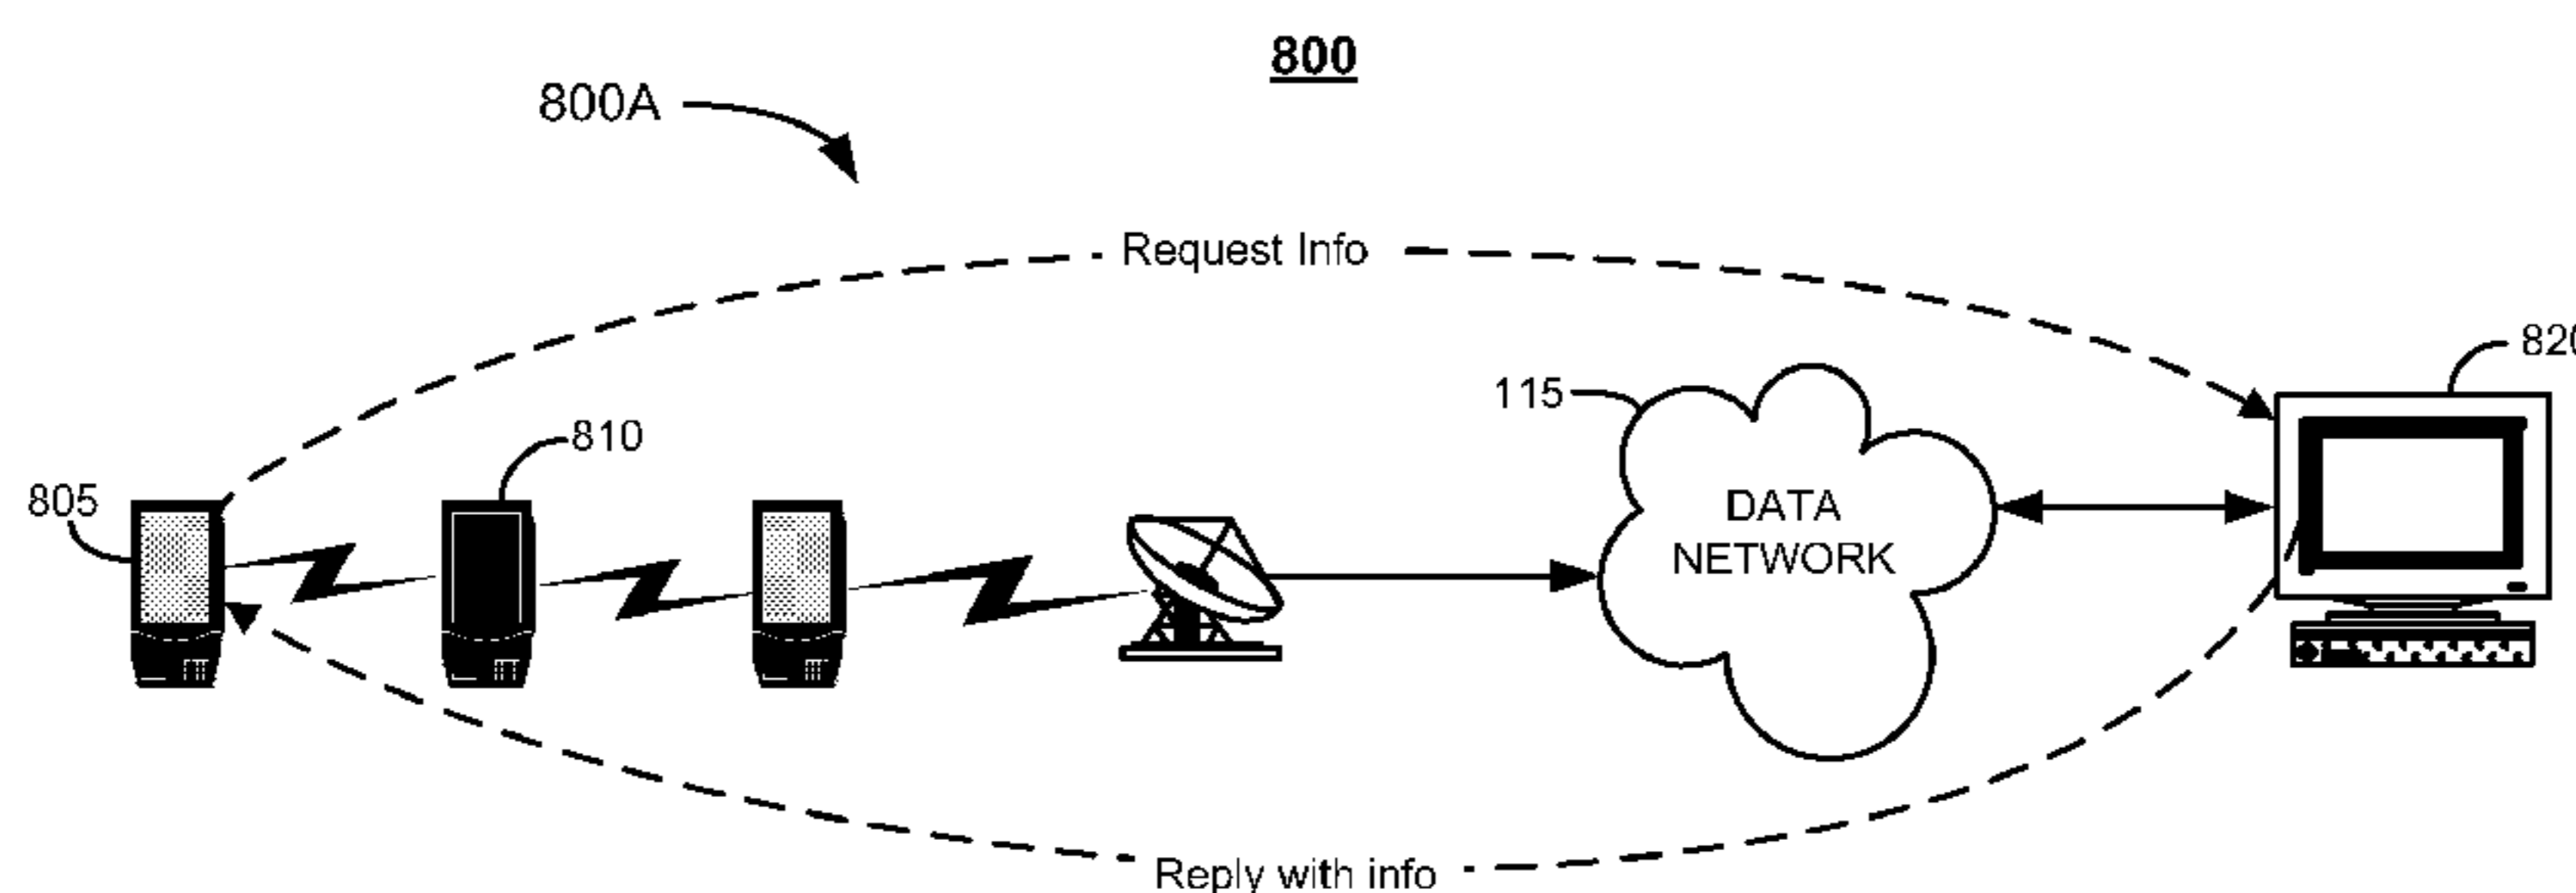 800
800A
Request Info
820
115
810
805
DATA
NETWORK
Reply with info